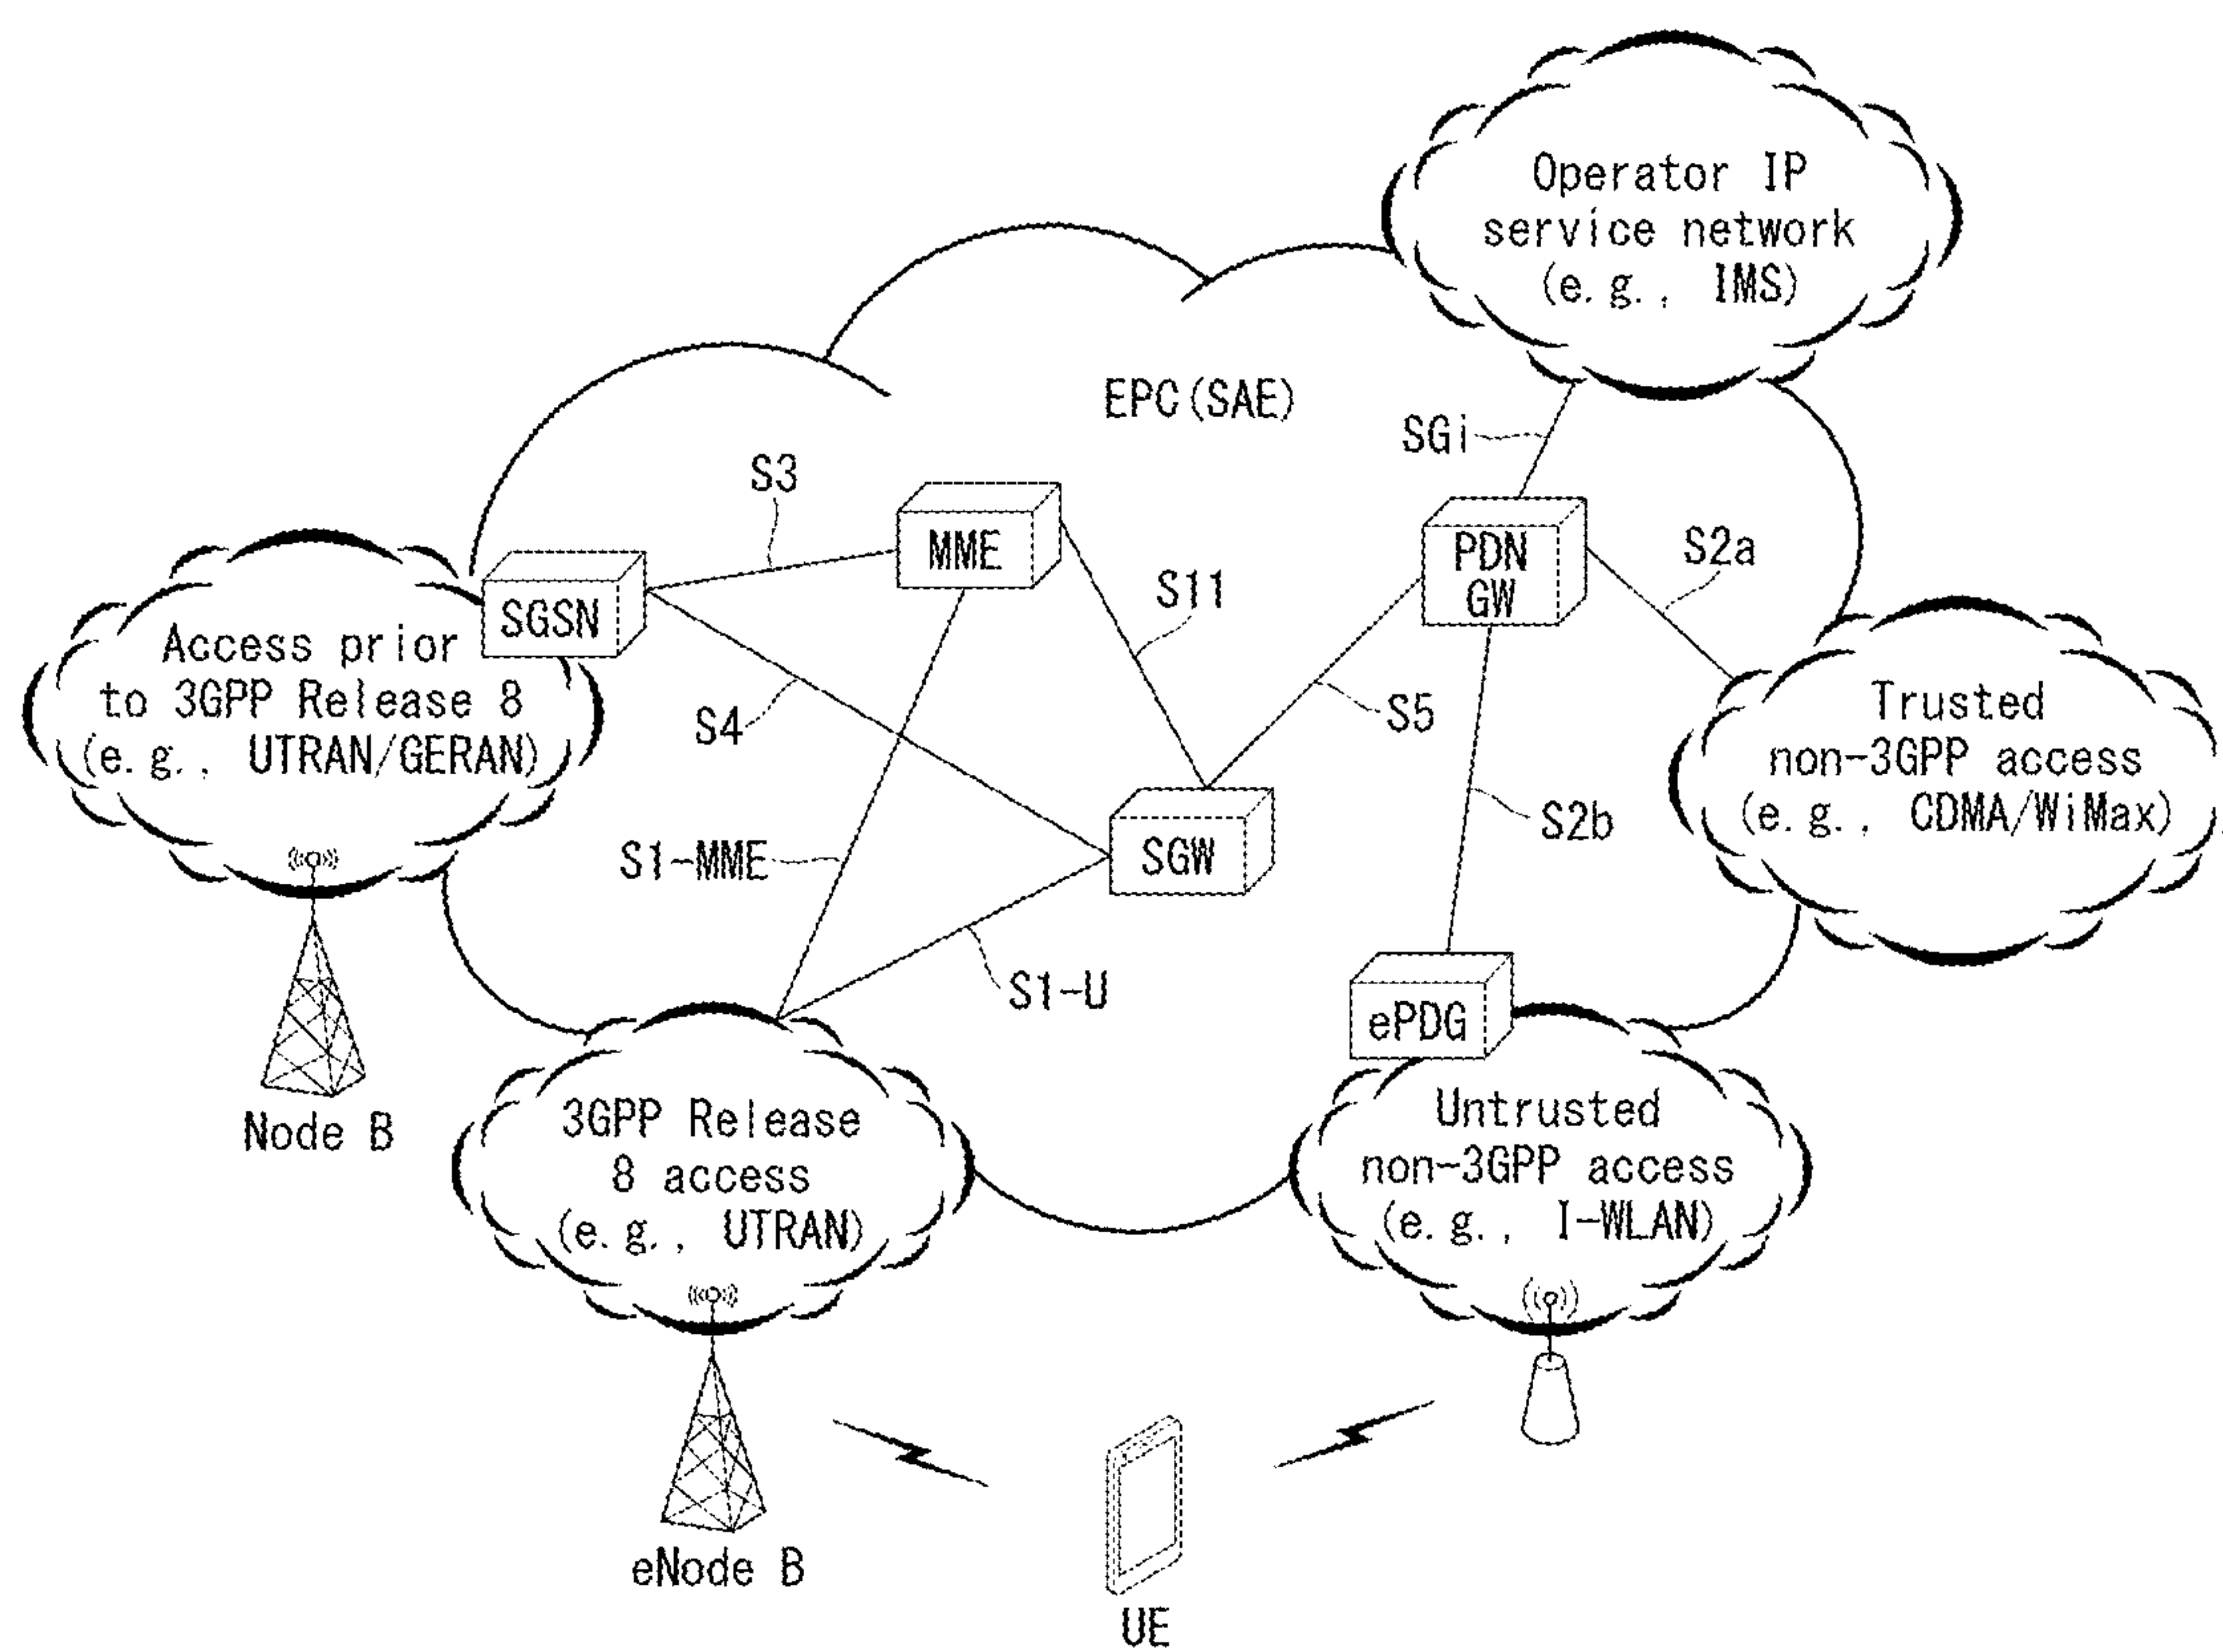 Operator IP
service network
(e.g., IMS)
EPC(SAE)
SGi
S3
MME
PDN
GW
S2a
S11
SGSN
Access prior
to 3GPP Release 8
(e.g., UTRAN/GERAN)
S4
S5
Trusted
non-3GPP access
(e.g., CDMA/WiMax)
S2b
S1-MME
SGW
S1-U
ePDG
Node B
3GPP Release
8 access
(e.g., UTRAN)
Untrusted
non-3GPP access
(e.g., I-WLAN)
eNode B
UE